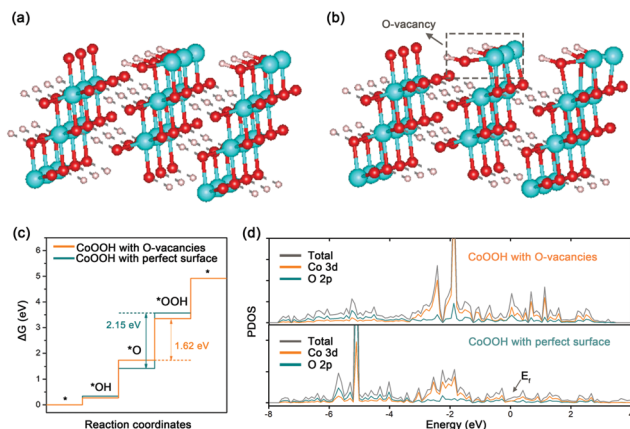 (a)
(b)
O-vacancy
(c)
CoOOH with O-vacancies
CoOOH with perfect surface
*
*OOH
2.15 eV
1.62 eV
*O
*OH
*
6
5
4
3
2
1
0
ΔG (eV)
Reaction coordinates
(d)
Total
Co 3d
O 2p
CoOOH with O-vacancies
Total
Co 3d
O 2p
CoOOH with perfect surface
Ef
PDOS
-8 -6 -4 -2 0 2 4
Energy (eV)